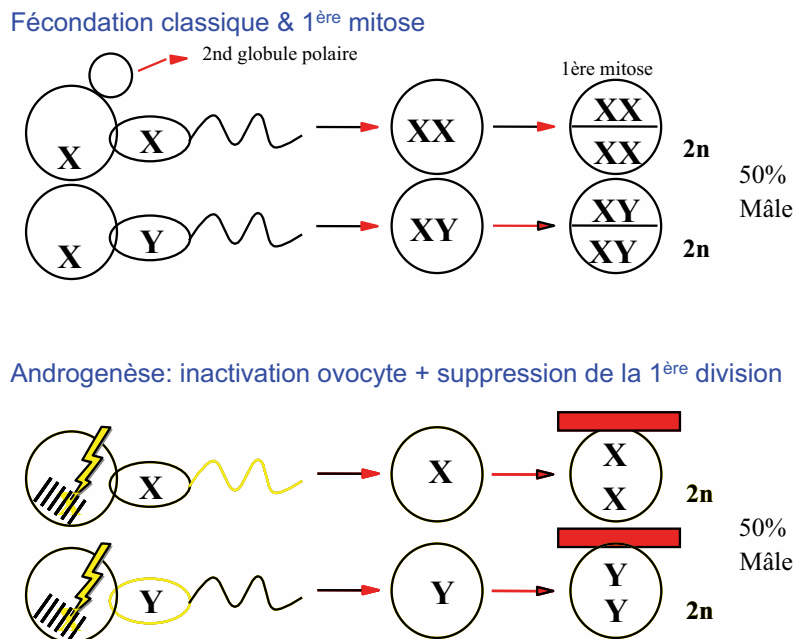 Fécondation classique & 1ère mitose
2nd globule polaire
1ère mitose
X X XX XX
XX
2n
50%
Mâle
X Y XY XY
XY
2n
Androgenèse: inactivation ovocyte + suppression de la 1ère division
X X X
X
2n
50%
Mâle
Y Y Y
Y
2n